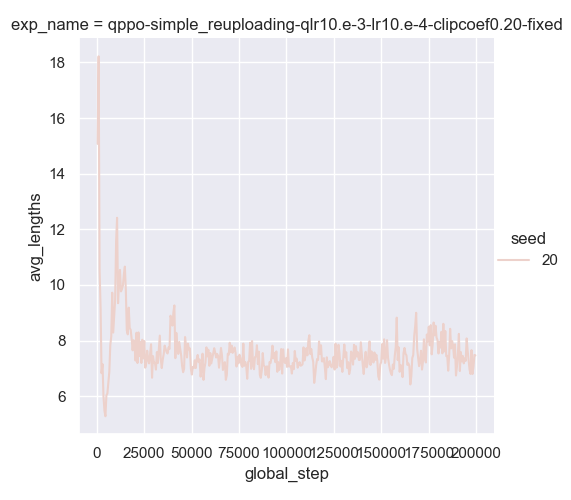 exp_name = qppo-simple_reuploading-qlr10.e-3-lr10.e-4-clipcoef0.20-fixed
18
16
14
12
10
8
6
avg_lengths
seed
20
0 25000 50000 75000 100000 125000 150000 175000 200000
global_step